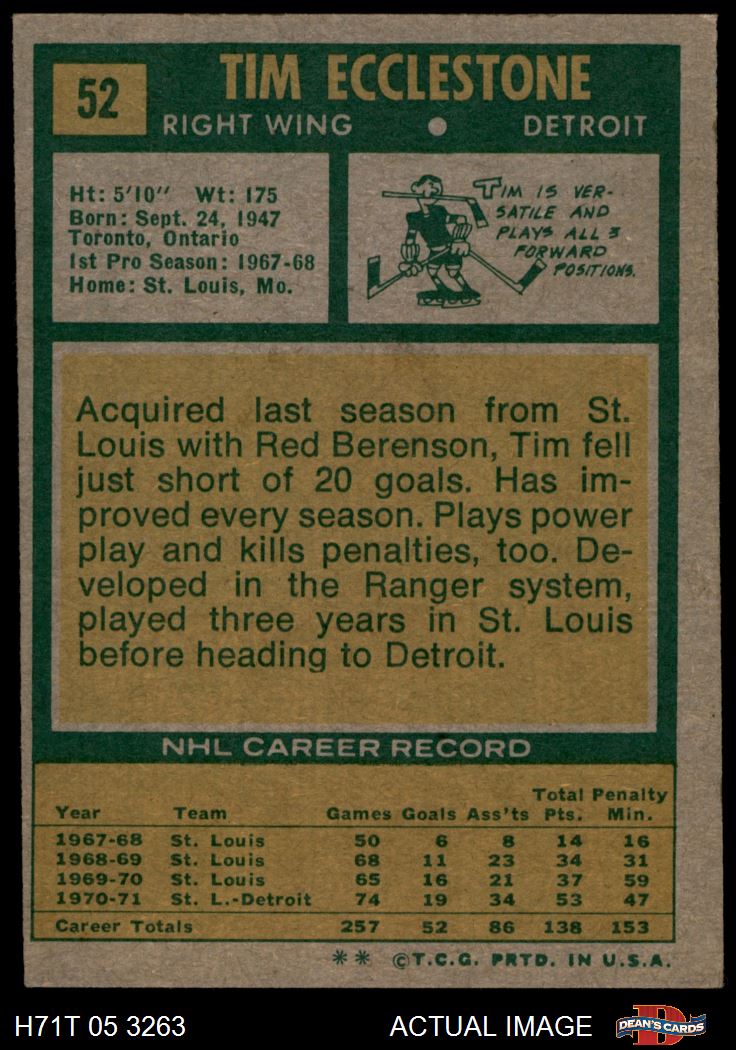 52
TIM ECCLESTONE
RIGHT WING • DETROIT
Ht: 5'10" Wt: 175
Born: Sept. 24, 1947
Toronto, Ontario
1st Pro Season: 1967-68
Home: St. Louis, Mo.
TIM IS VER-
SATILE AND
PLAYS ALL 3
FORWARD
POSITIONS.
Acquired last season from St.
Louis with Red Berenson, Tim fell
just short of 20 goals. Has im-
proved every season. Plays power
play and kills penalties, too. De-
veloped in the Ranger system,
played three years in St. Louis
before heading to Detroit.
NHL CAREER RECORD
Year Team Games Goals Ass'ts Total Pts. Penalty Min.
1967-68 St. Louis 50 6 8 14 16
1968-69 St. Louis 68 11 23 34 31
1969-70 St. Louis 65 16 21 37 59
1970-71 St. L.-Detroit 74 19 34 53 47
Career Totals 257 52 86 138 153
** ©T.C.G. PRTD. IN U.S.A.
H71T 05 3263 ACTUAL IMAGE DEAN'S CARDS